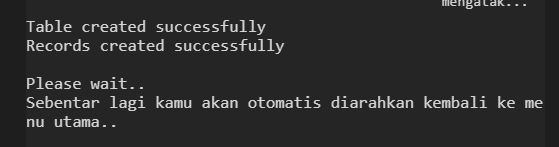 mengatak...
Table created successfully
Records created successfully
Please wait..
Sebentar lagi kamu akan otomatis diarahkan kembali ke me
nu utama..